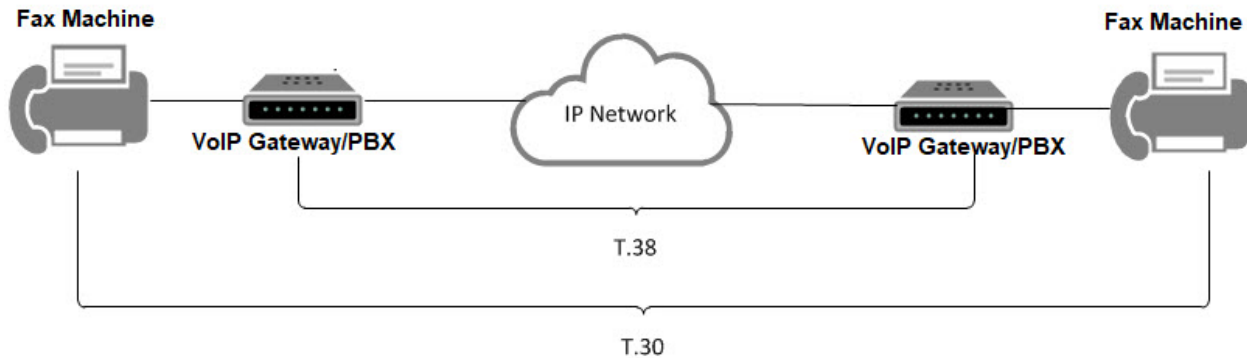 Fax Machine
Fax Machine
IP Network
VoIP Gateway/PBX
VoIP Gateway/PBX
T.38
T.30